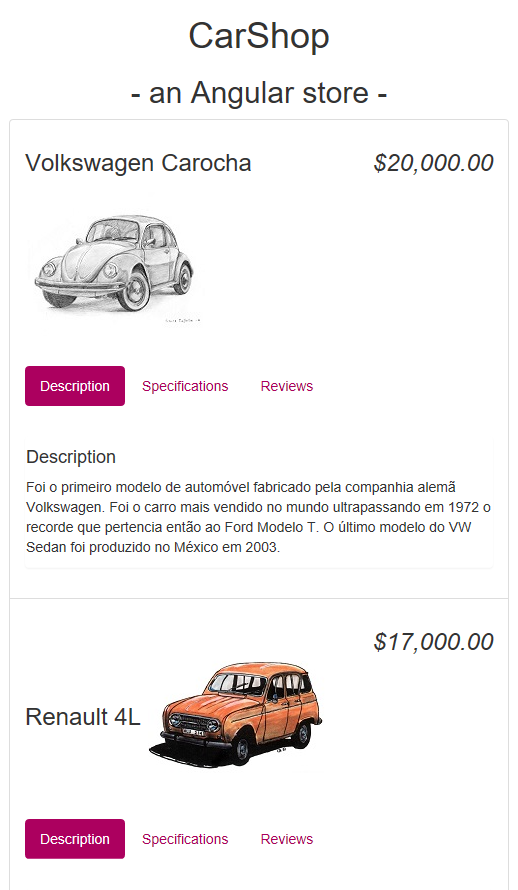 CarShop
- an Angular store -
Volkswagen Carocha
$20,000.00
Description
Specifications
Reviews
Description
Foi o primeiro modelo de automóvel fabricado pela companhia alemã
Volkswagen. Foi o carro mais vendido no mundo ultrapassando em 1972 o
recorde que pertencia então ao Ford Modelo T. O último modelo do VW
Sedan foi produzido no México em 2003.
$17,000.00
Renault 4L
Description
Specifications
Reviews